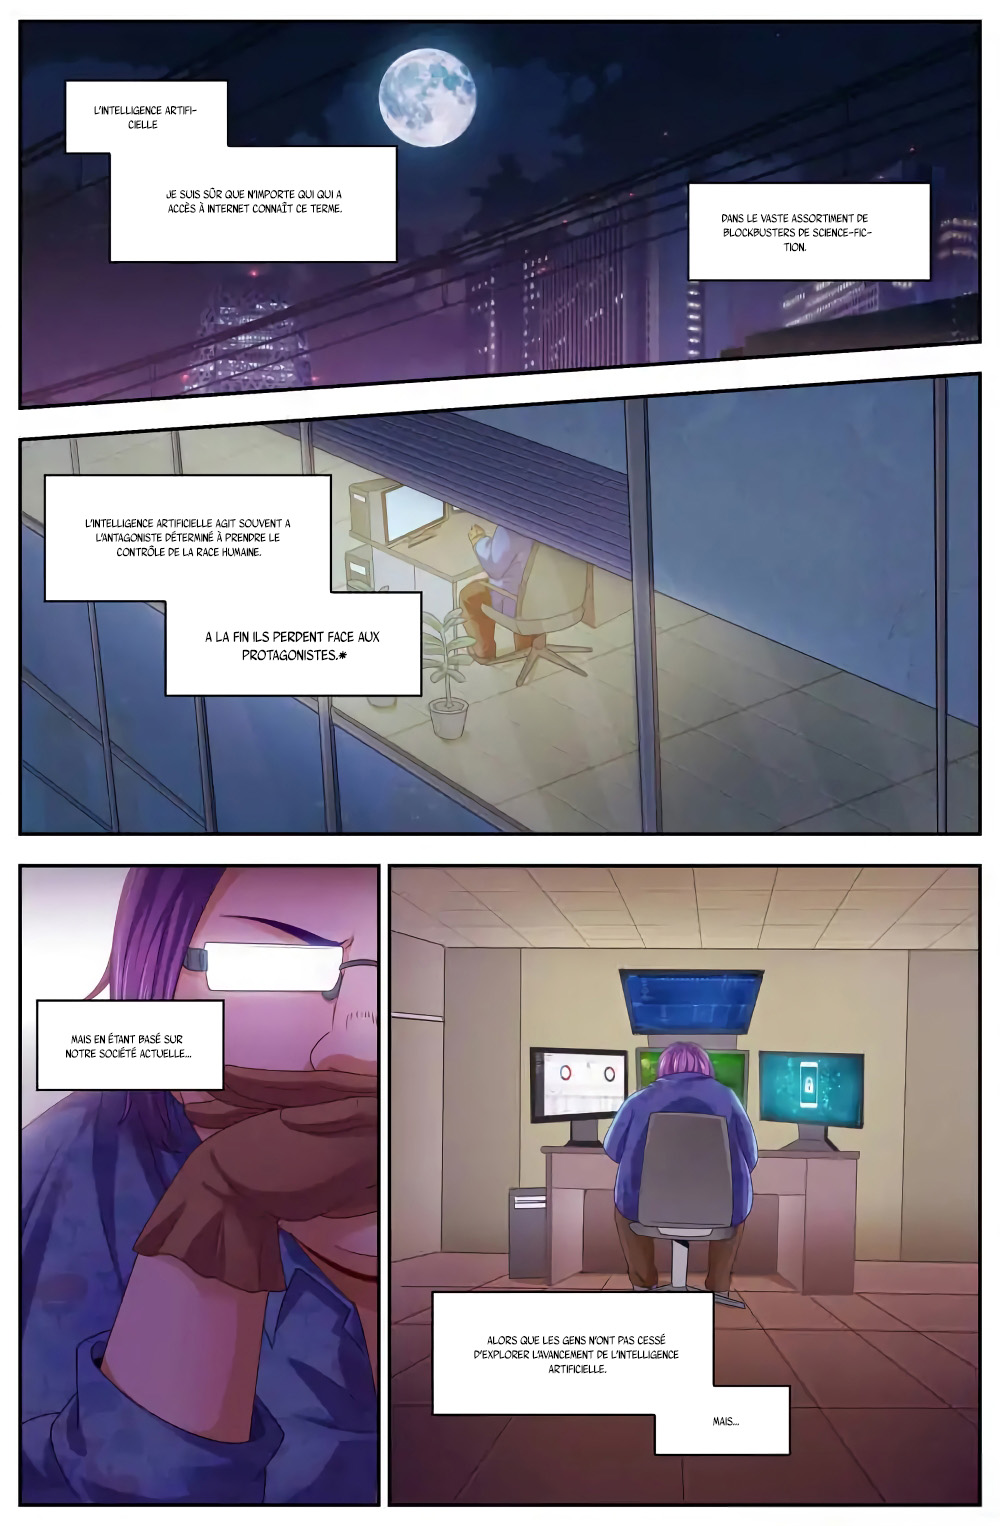 L'INTELLIGENCE ARTIFI-
CIELLE
JE SUIS SÛR QUE N'IMPORTE QUI QUI A
ACCÈS À INTERNET CONNAÎT CE TERME.
DANS LE VASTE ASSORTIMENT DE
BLOCKBUSTERS DE SCIENCE-FIC-
TION.
L'INTELLIGENCE ARTIFICIELLE AGIT SOUVENT A
L'ANTAGONISTE DÉTERMINÉ À PRENDRE LE
CONTRÔLE DE LA RACE HUMAINE.
A LA FIN ILS PERDENT FACE AUX
PROTAGONISTES.*
MAIS EN ÉTANT BASÉ SUR
NOTRE SOCIÉTÉ ACTUELLE...
ALORS QUE LES GENS N'ONT PAS CESSÉ
D'EXPLORER L'AVANCEMENT DE L'INTELLIGENCE
ARTIFICIELLE.
MAIS...